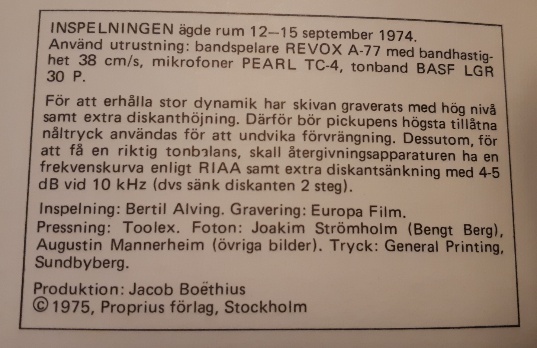 INSPELNINGEN ägde rum 12–15 september 1974.
Använd utrustning: bandspelare REVOX A-77 med bandhastig-
het 38 cm/s, mikrofoner PEARL TC-4, tonband BASF LGR
30 P.
För att erhålla stor dynamik har skivan graverats med hög nivå
samt extra diskanthöjning. Därför bör pickupens högsta tillåtna
nåltryck användas för att undvika förvrängning. Dessutom, för
att få en riktig tonbalans, skall återgivningsapparaturen ha en
frekvenskurva enligt RIAA samt extra diskantsänkning med 4-5
dB vid 10 kHz (dvs sänk diskanten 2 steg).
Inspelning: Bertil Alving. Gravering: Europa Film.
Pressning: Toolex. Foton: Joakim Strömholm (Bengt Berg),
Augustin Mannerheim (övriga bilder). Tryck: General Printing,
Sundbyberg.
Produktion: Jacob Boëthius
© 1975, Proprius förlag, Stockholm